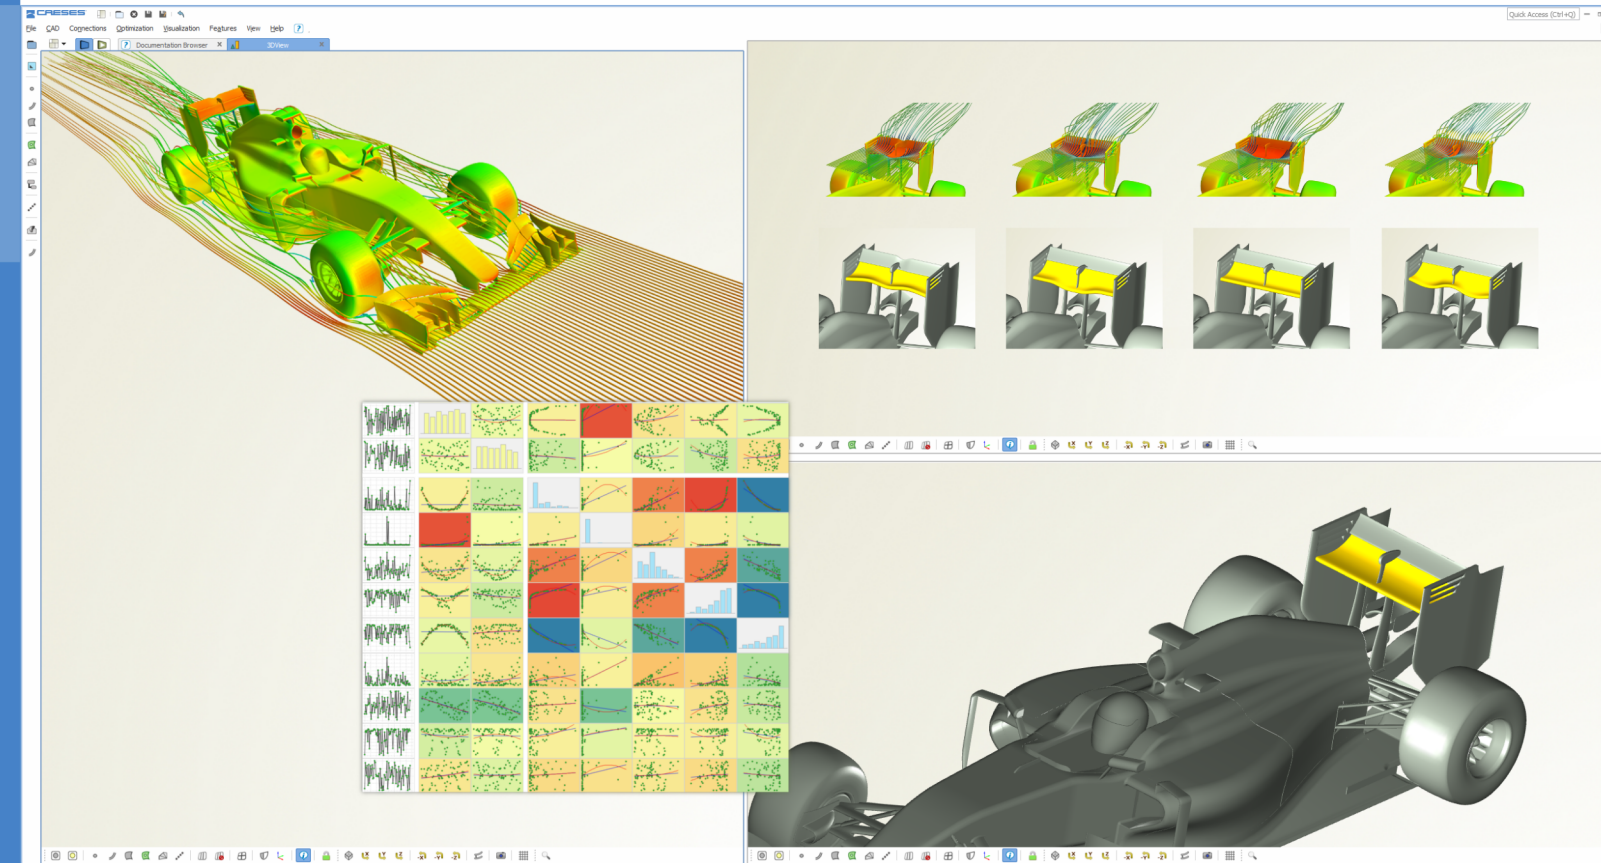 CAESES
Quick Access (Ctrl+Q)
File CAD Connections Optimization Visualization Features View Help ?
? Documentation Browser 3DView